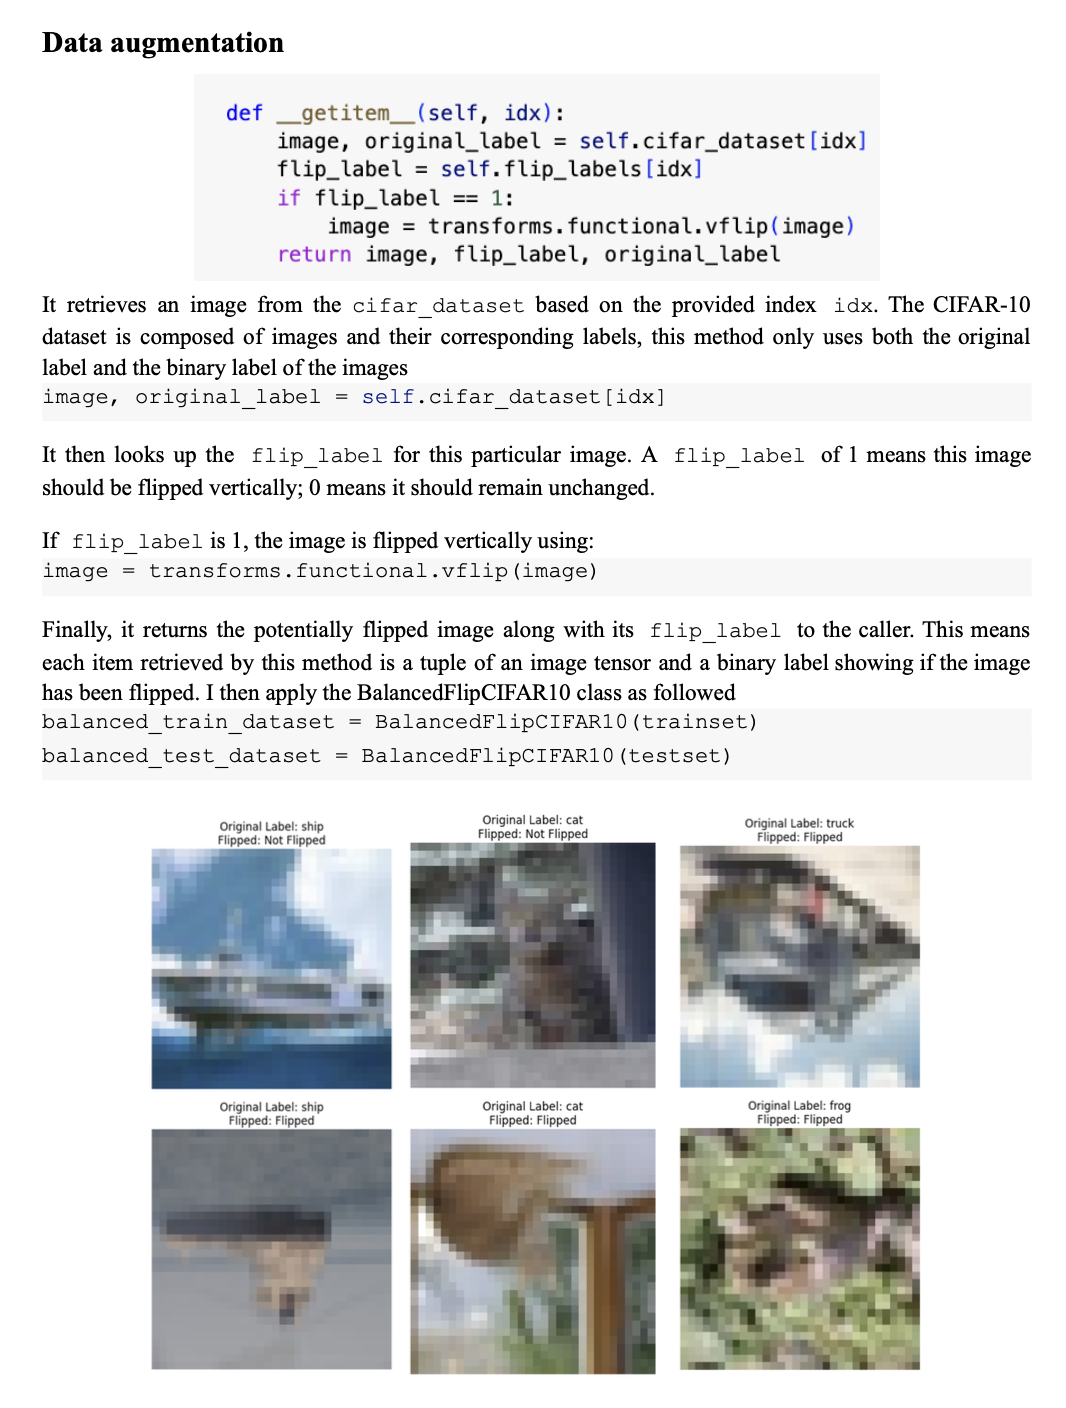 Data augmentation
def __getitem__(self, idx):
image, original_label = self.cifar_dataset[idx]
flip_label = self.flip_labels[idx]
if flip_label == 1:
image = transforms.functional.vflip(image)
return image, flip_label, original_label
It retrieves an image from the cifar_dataset based on the provided index idx. The CIFAR-10
dataset is composed of images and their corresponding labels, this method only uses both the original
label and the binary label of the images
image, original_label = self.cifar_dataset[idx]
It then looks up the flip_label for this particular image. A flip_label of 1 means this image
should be flipped vertically; 0 means it should remain unchanged.
If flip_label is 1, the image is flipped vertically using:
image = transforms.functional.vflip(image)
Finally, it returns the potentially flipped image along with its flip_label to the caller. This means
each item retrieved by this method is a tuple of an image tensor and a binary label showing if the image
has been flipped. I then apply the BalancedFlipCIFAR10 class as followed
balanced_train_dataset = BalancedFlipCIFAR10(trainset)
balanced_test_dataset = BalancedFlipCIFAR10(testset)
Original Label: ship
Flipped: Not Flipped
Original Label: cat
Flipped: Not Flipped
Original Label: truck
Flipped: Flipped
Original Label: ship
Flipped: Flipped
Original Label: cat
Flipped: Flipped
Original Label: frog
Flipped: Flipped